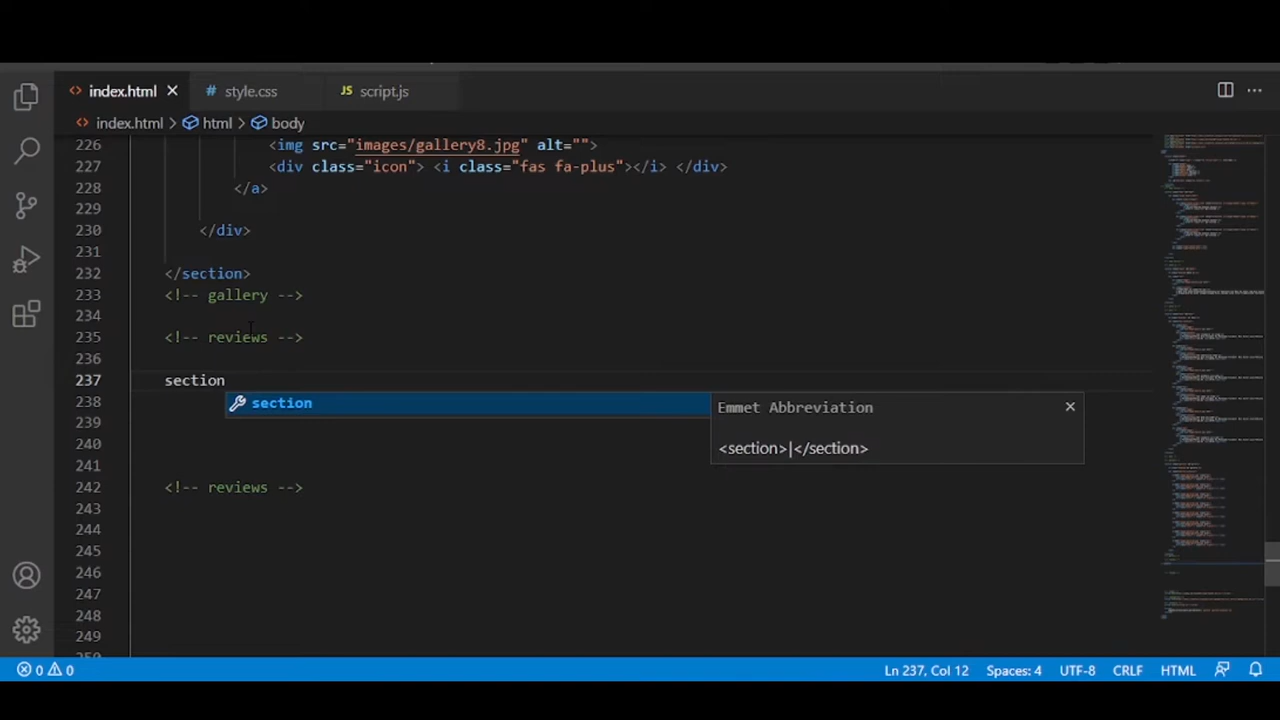 index.html
style.css
JS script.js
index.html > html > body
226 <img src="images/gallery8.jpg" alt="">
227 <div class="icon"> <i class="fas fa-plus"></i> </div>
228 </a>
229
230 </div>
231
232 </section>
233 <!-- gallery -->
234
235 <!-- reviews -->
236
237 section
238 section
Emmet Abbreviation
<section>|</section>
239
240
241
242 <!-- reviews -->
243
244
245
246
247
248
249
0 0 Ln 237, Col 12 Spaces: 4 UTF-8 CRLF HTML